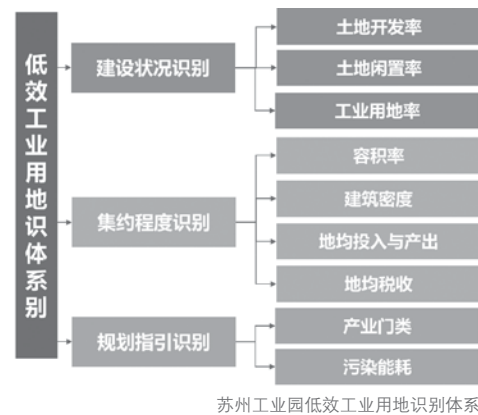 低效工业用地识体系别
建设状况识别
土地开发率
土地闲置率
工业用地率
集约程度识别
容积率
建筑密度
地均投入与产出
地均税收
规划指引识别
产业门类
污染能耗
苏州工业园低效工业用地识别体系